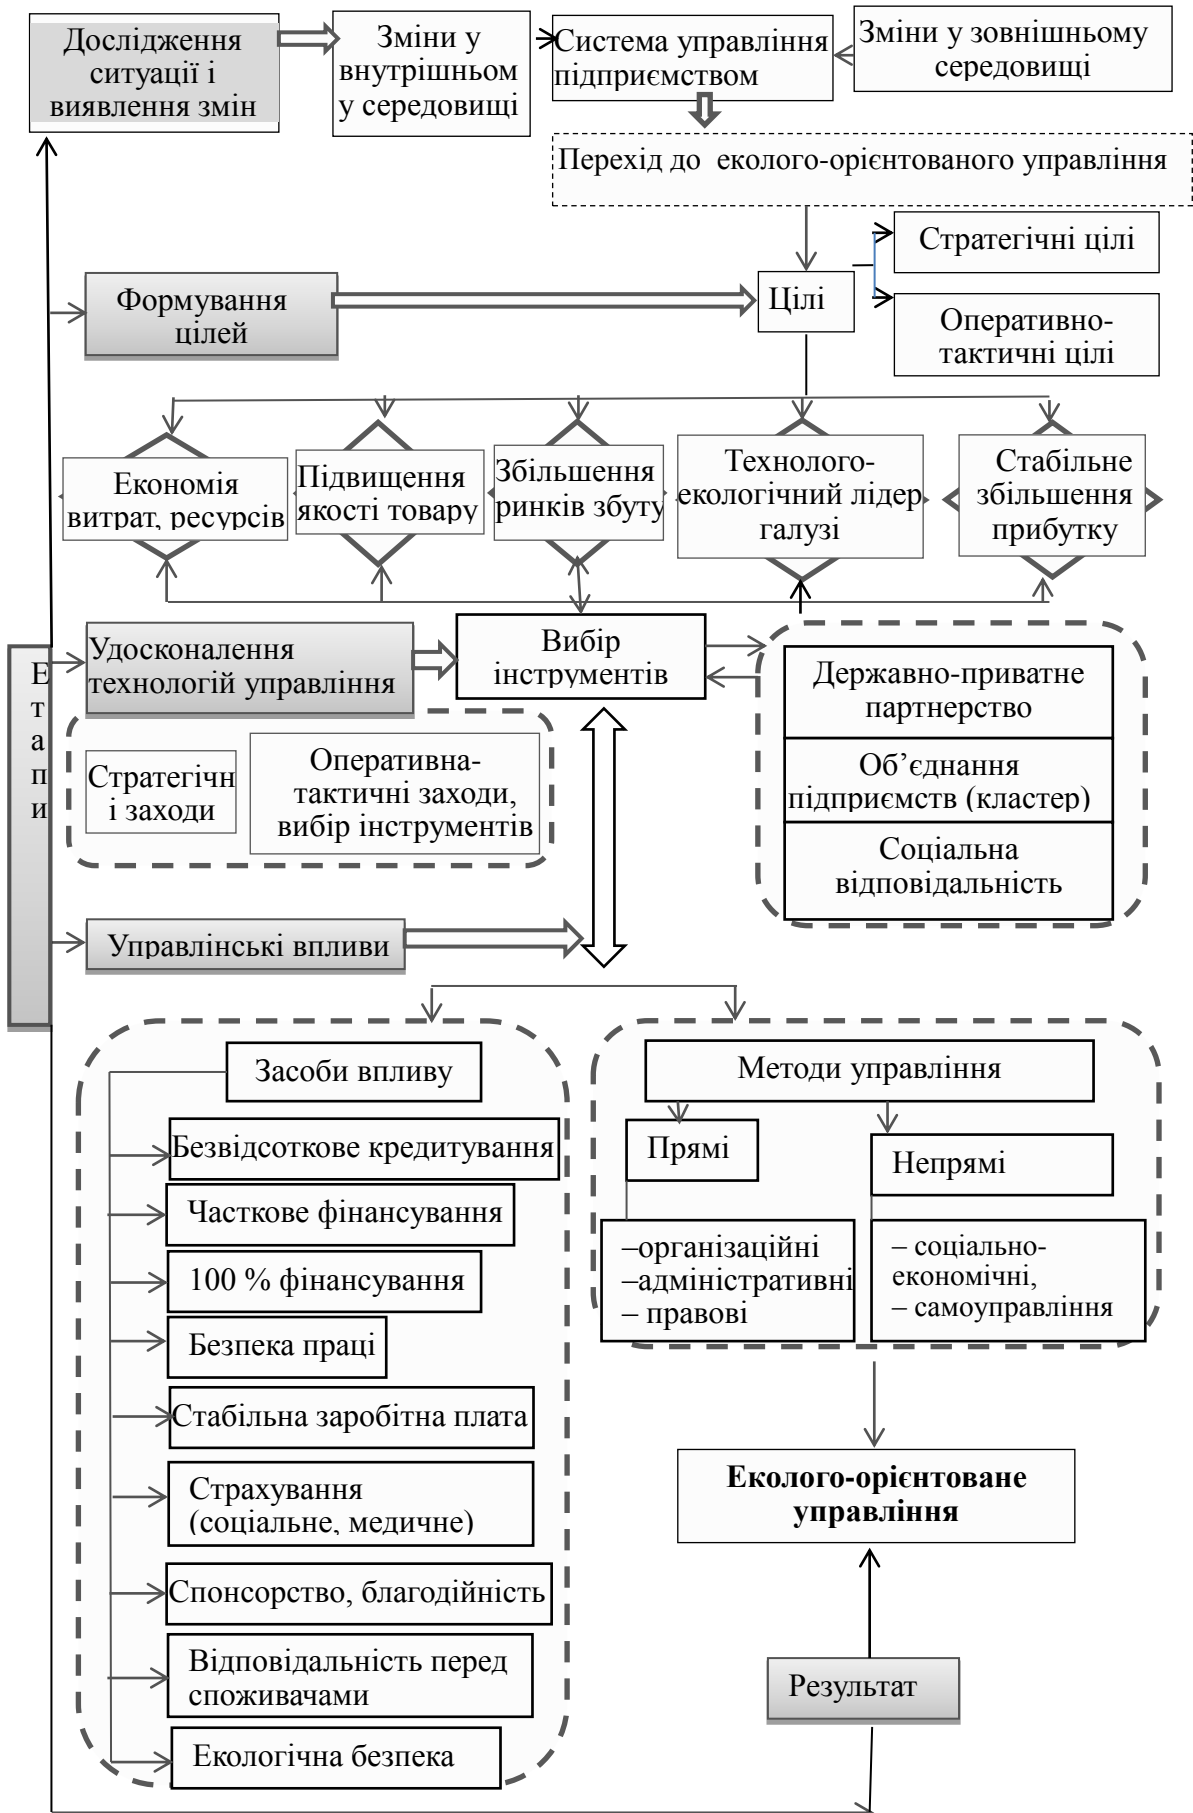 Дослідження
ситуації і
виявлення змін
Зміни у
внутрішньом
у середовищі
Система управління
підприємством
Зміни у зовнішньому
середовищі
Перехід до еколого-орієнтованого управління
Стратегічні цілі
Формування
цілей
Цілі
Оперативно-
тактичні цілі
Економія
витрат, ресурсів
Підвищення
якості товару
Збільшення
ринків збуту
Технолого-
екологічний лідер
галузі
Стабільне
збільшення
прибутку
Е
т
а
п
и
Удосконалення
технологій управління
Вибір
інструментів
Державно-приватне
партнерство
Об’єднання
підприємств (кластер)
Соціальна
відповідальність
Стратегічн
і заходи
Оперативна-
тактичні заходи,
вибір інструментів
Управлінські впливи
Засоби впливу
Безвідсоткове кредитування
Часткове фінансування
100 % фінансування
Безпека праці
Стабільна заробітна плата
Страхування
(соціальне, медичне)
Спонсорство, благодійність
Відповідальність перед
споживачами
Екологічна безпека
Методи управління
Прямі
Непрямі
–організаційні
–адміністративні
– правові
– соціально-
економічні,
– самоуправління
Еколого-орієнтоване
управління
Результат